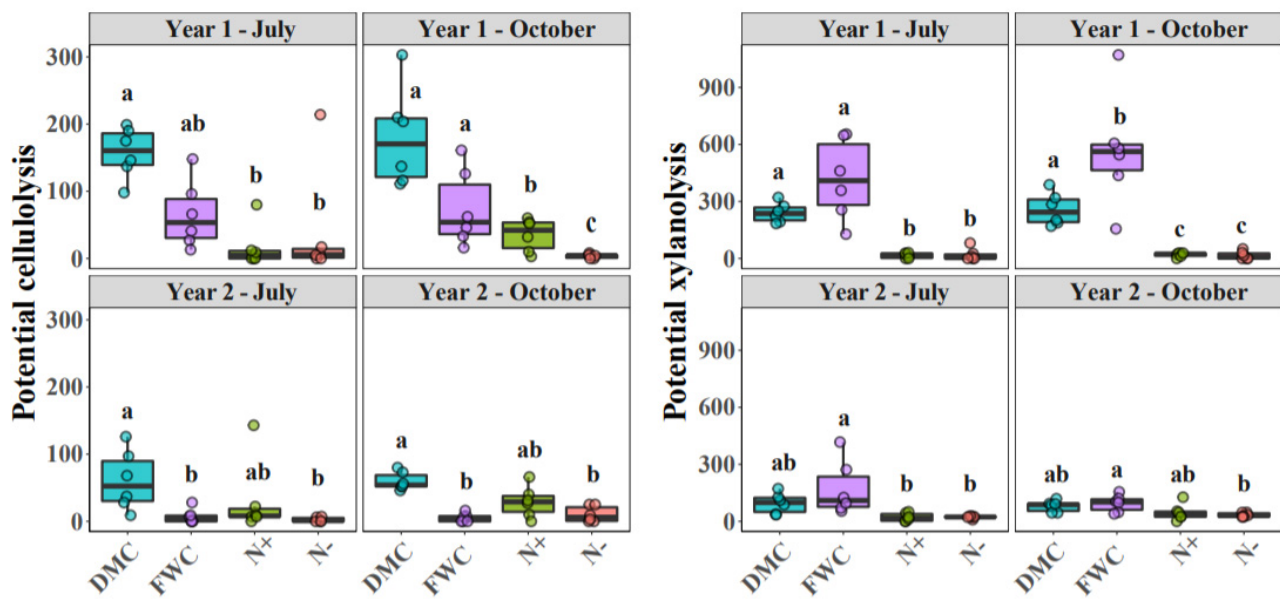 Potential cellulolysis
Year 1 - July
Year 1 - October
300
200
100
0
a
ab
b
b
a
a
b
c
Year 2 - July
Year 2 - October
300
200
100
0
a
b
ab
b
a
b
ab
b
DMC
FWC
N+
N-
DMC
FWC
N+
N-
Potential xylanolysis
Year 1 - July
Year 1 - October
900
600
300
0
a
a
b
b
a
b
c
c
Year 2 - July
Year 2 - October
900
600
300
0
ab
a
b
b
ab
a
ab
b
DMC
FWC
N+
N-
DMC
FWC
N+
N-